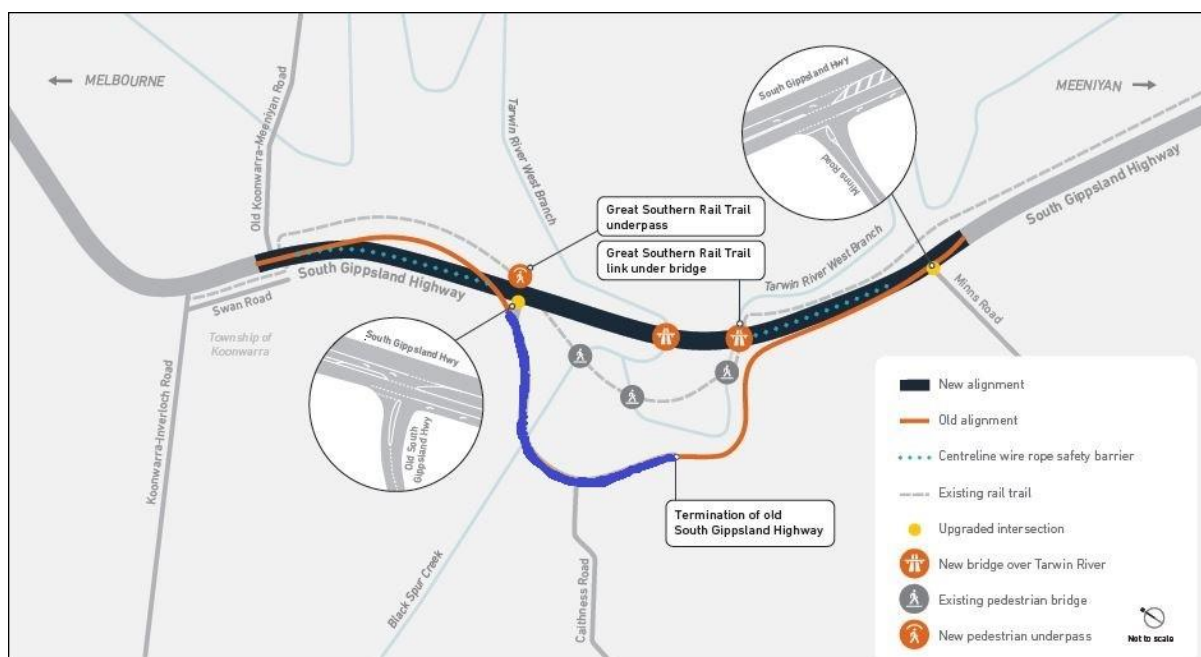 MELBOURNE
Old Koonwarra-Meeniyan Road
Tarwin River West Branch
South Gippsland Hwy
Minns Road
MEENIYAN
South Gippsland Highway
Great Southern Rail Trail
underpass
Great Southern Rail Trail
link under bridge
Tarwin River West Branch
South Gippsland Highway
Swan Road
Township of
Koonwarra
Minns Road
Koonwarra-Inverloch Road
South Gippsland Hwy
Old South
Gippsland Hwy
Termination of old
South Gippsland Highway
Black Spur Creek
Caithness Road
New alignment
Old alignment
Centreline wire rope safety barrier
Existing rail trail
Upgraded intersection
New bridge over Tarwin River
Existing pedestrian bridge
New pedestrian underpass
Not to scale